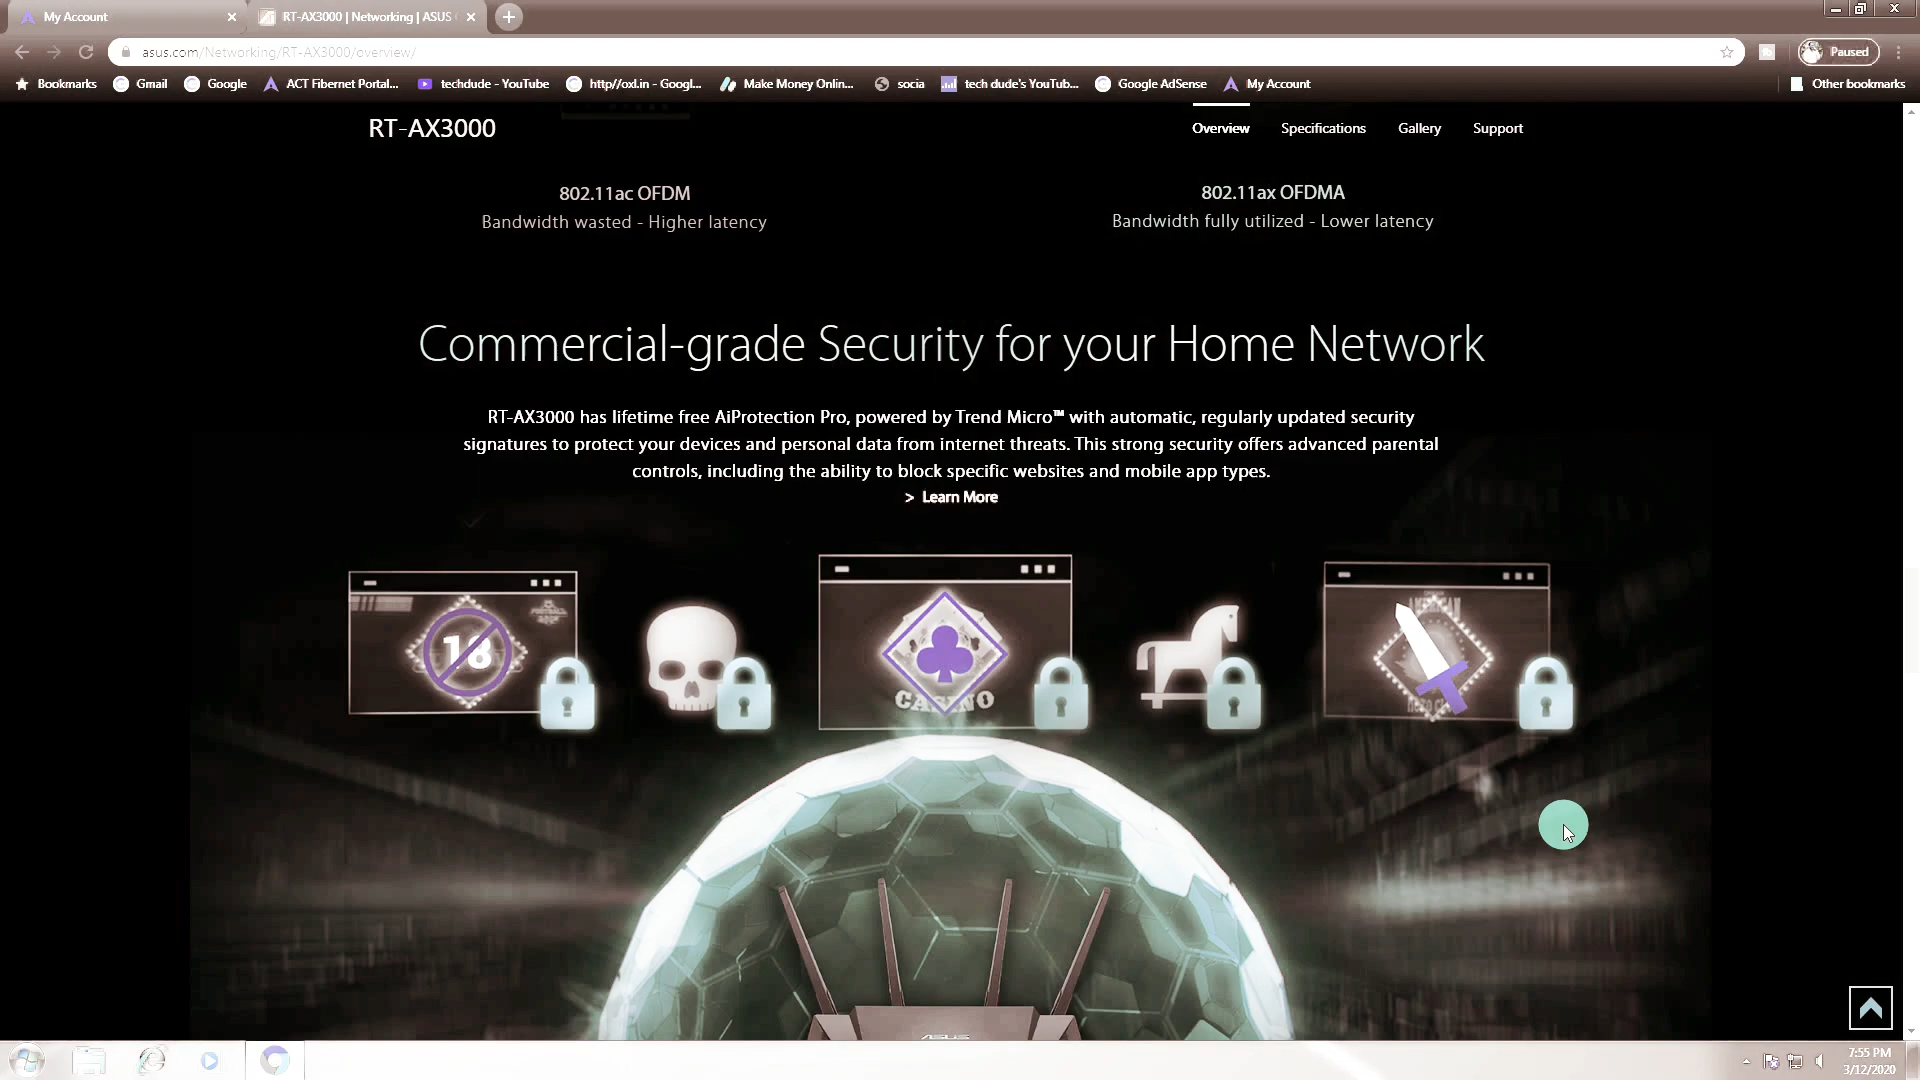 My Account
RT-AX3000 | Networking | ASUS
asus.com/Networking/RT-AX3000/overview/
Paused
Bookmarks
Gmail
Google
ACT Fibernet Portal...
techdude - YouTube
http//oxl.in - Googl...
Make Money Onlin...
socia
tech dude's YouTub...
Google AdSense
My Account
Other bookmarks
RT-AX3000
Overview
Specifications
Gallery
Support
802.11ac OFDM
Bandwidth wasted - Higher latency
802.11ax OFDMA
Bandwidth fully utilized - Lower latency
Commercial-grade Security for your Home Network
RT-AX3000 has lifetime free AiProtection Pro, powered by Trend Micro™ with automatic, regularly updated security
signatures to protect your devices and personal data from internet threats. This strong security offers advanced parental
controls, including the ability to block specific websites and mobile app types.
> Learn More
FOOTBALL
18
CASINO
AMERICAN
ASUS
7:55 PM
3/12/2020